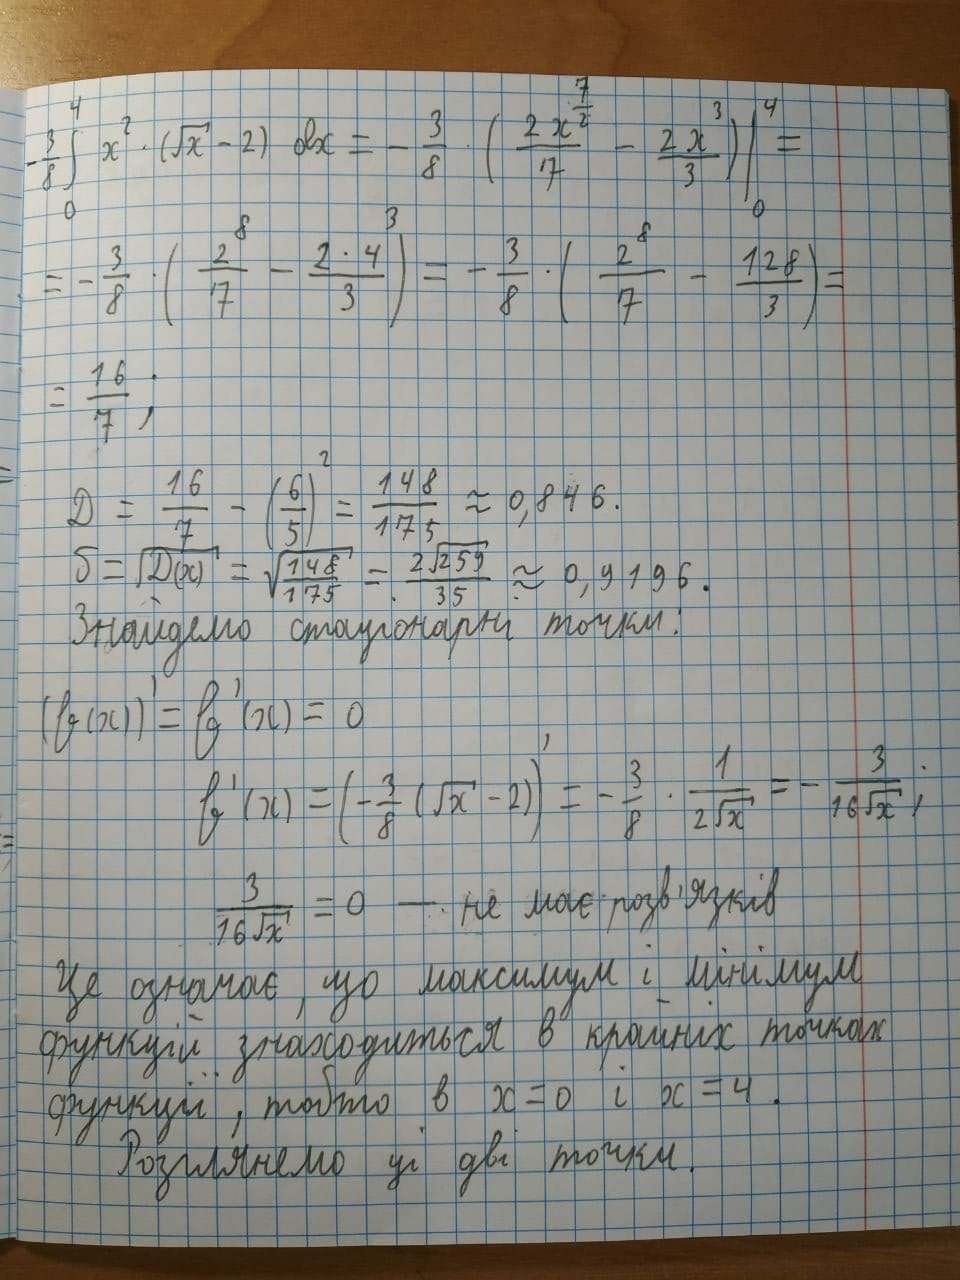 -3/8 ∫₀⁴ x² · (√x - 2) dx = - 3/8 · (2x^(7/2)/7 - 2x³/3)|₀⁴ =
= - 3/8 · (2⁸/7 - 2·4³/3) = - 3/8 · (2⁸/7 - 128/3) =
= 16/7;
D = 16/7 - (6/5)² = 148/175 ≈ 0,846.
б = √D(x) = √148/175 = 2√259/35 ≈ 0,9196.
Знайдемо стаціонарні точки:
(f(x))' = f'(x) = 0
f'(x) = (-3/8 (√x - 2))' = - 3/8 · 1/2√x = - 3/16√x;
3/16√x = 0 — не має розв'язків
Це означає, що максимум і мінімум
функції знаходиться в крайніх точках
функції, тобто в x=0 і x=4.
Розглянемо ці дві точки.